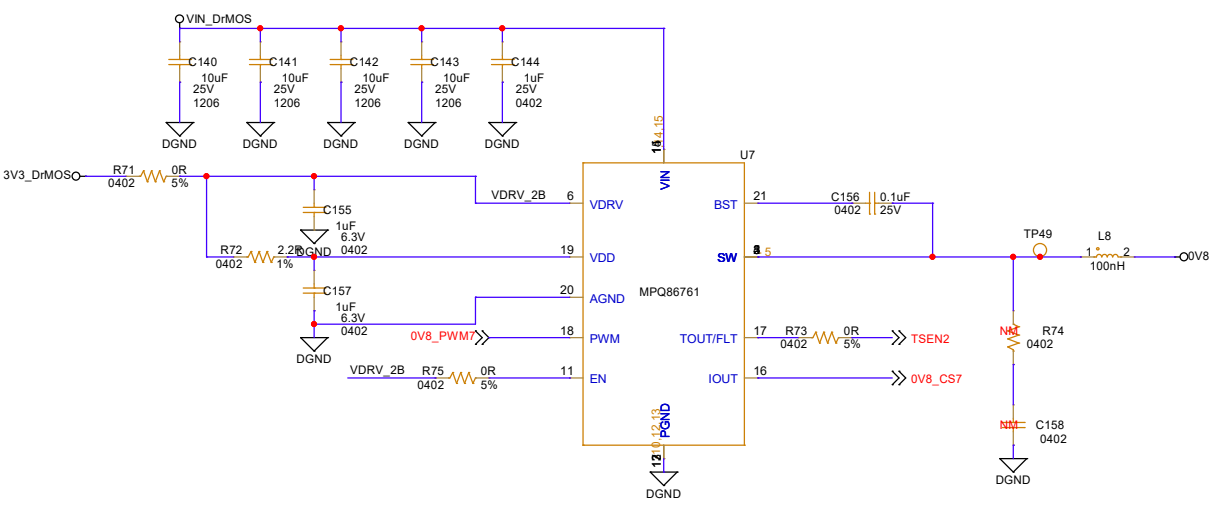 VIN_DrMOS
C140
10uF
25V
1206
DGND
C141
10uF
25V
1206
DGND
C142
10uF
25V
1206
DGND
C143
10uF
25V
1206
DGND
C144
1uF
25V
0402
DGND
3V3_DrMOS
R71
0402
0R
5%
C155
1uF
6.3V
0402
DGND
R72
0402
2.2R
1%
C157
1uF
6.3V
0402
DGND
VDRV_2B
6
VDRV
19
VDD
20
AGND
0V8_PWM7
18
PWM
VDRV_2B
R75
0402
0R
5%
11
EN
U7
VIN
MPQ86761
PGND
DGND
BST
21
C156
0402
0.1uF
25V
SW
5
TP49
L8
1
2
100nH
0V8
TOUT/FLT
17
R73
0402
0R
5%
TSEN2
IOUT
16
0V8_CS7
NM
R74
0402
NM
C158
0402
DGND